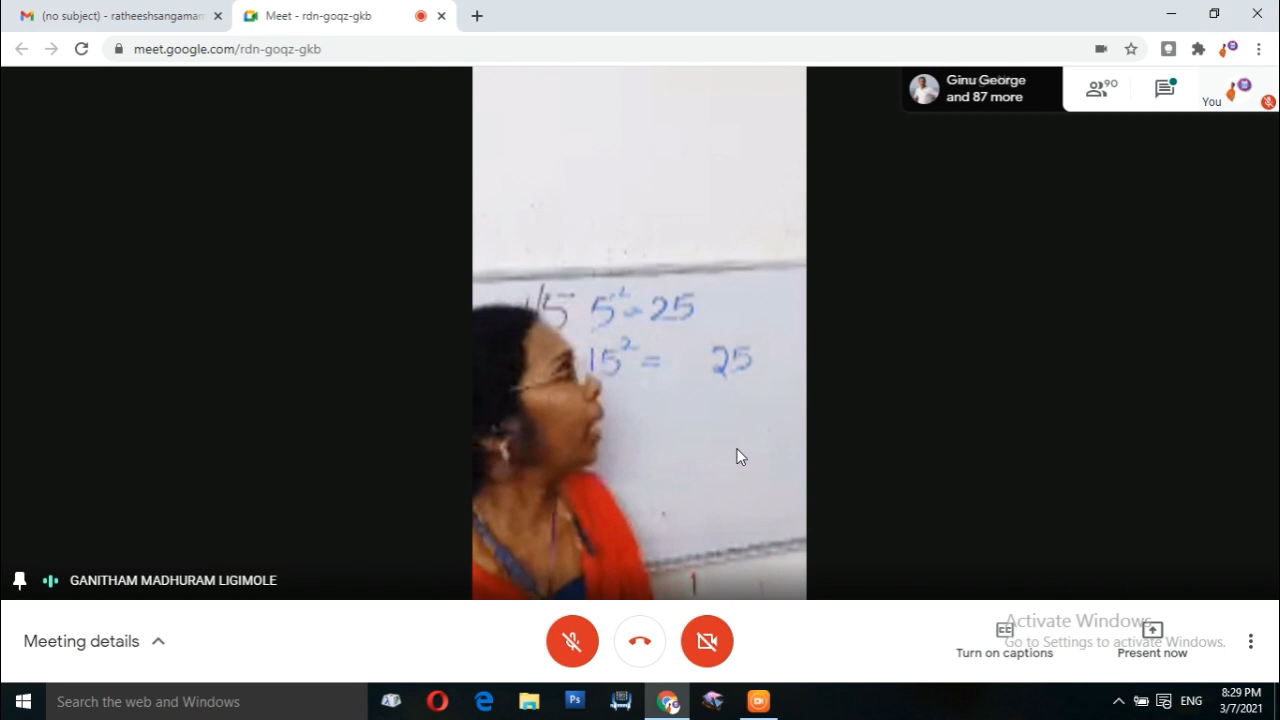 (no subject) - ratheeshsangamam
Meet - rdn-goqz-gkb
meet.google.com/rdn-goqz-gkb
Ginu George
and 87 more
90
You
5² = 25
15² = 25
GANITHAM MADHURAM LIGIMOLE
Meeting details
Turn on captions
Present now
Activate Windows
Go to Settings to activate Windows.
Search the web and Windows
ENG
8:29 PM
3/7/2021